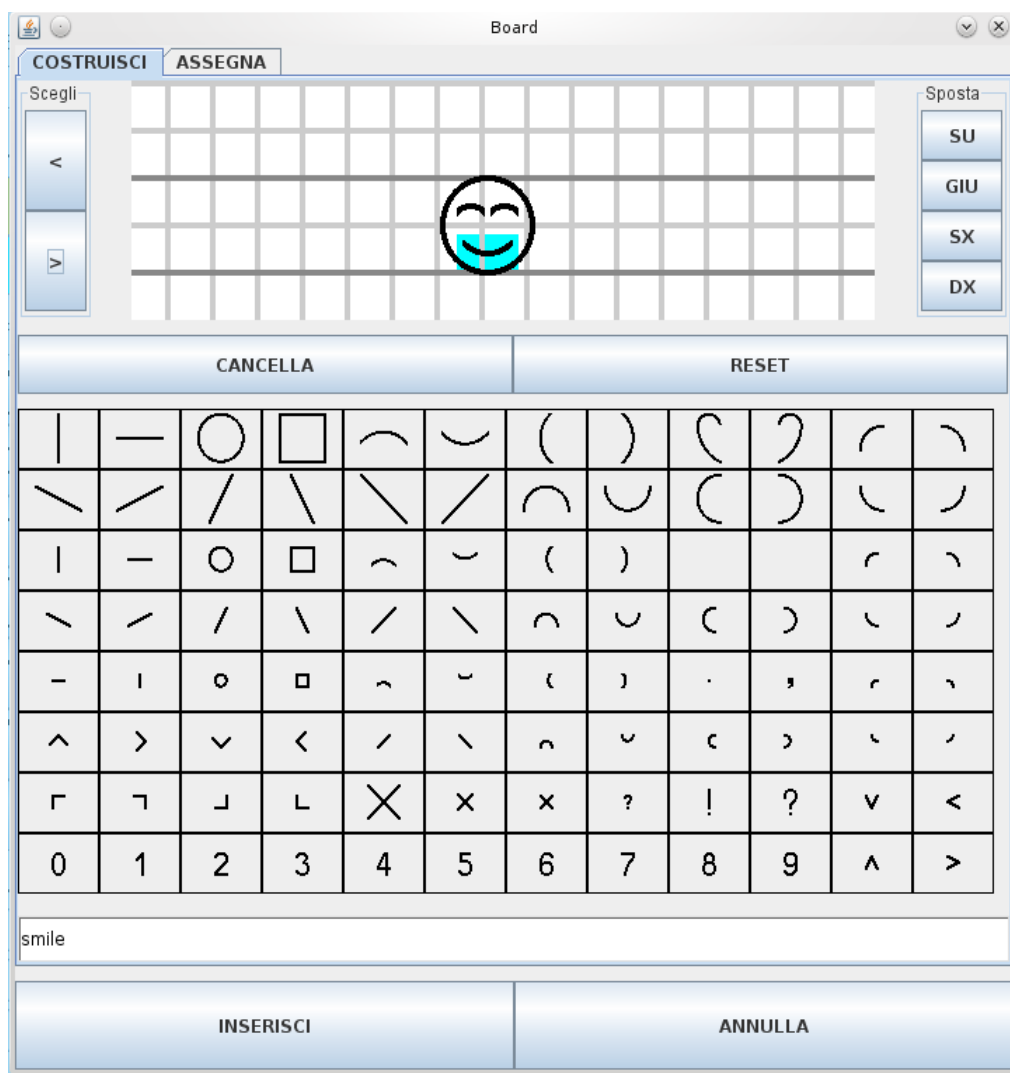 Board
COSTRUISCI ASSEGNA
Scegli Sposta
<
>
SU
GIU
SX
DX
CANCELLA RESET
? ! ? V <
0 1 2 3 4 5 6 7 8 9 ^ >
smile
INSERISCI ANNULLA